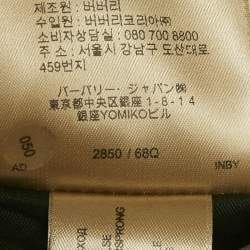 제조원 : 버버리
수입원 : 버버리코리아㈜
소비자상담실 : 080 700 8800
주 소 : 서울시 강남구 도산대로
459번지
バーバリー・ジャパン㈱
東京都中央区銀座1-8-14
銀座YOMIKOビル
050
2850 / 68Q
AD
INBY